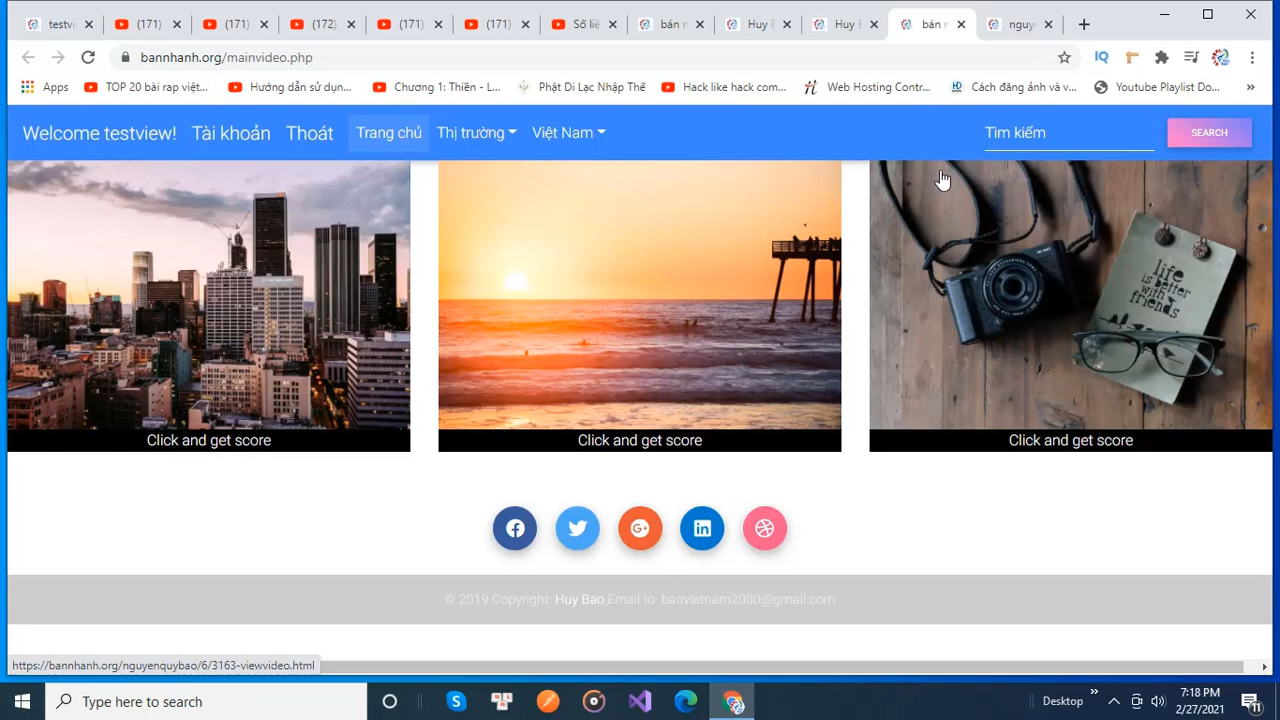 testvi
(171)
(171)
(172)
(171)
(171)
Số liệ
bán n
Huy B
Huy B
bán n
nguy
bannhanh.org/mainvideo.php
Apps
TOP 20 bài rap việt...
Hướng dẫn sử dụn...
Chương 1: Thiền - L...
Phật Di Lạc Nhập Thế
Hack like hack com...
Web Hosting Contr...
Cách đăng ảnh và v...
Youtube Playlist Do...
Welcome testview! Tài khoản Thoát Trang chủ Thị trường Việt Nam Tìm kiếm SEARCH
life
is better
with
friends
Click and get score
Click and get score
Click and get score
© 2019 Copyright: Huy Bao,Email to: baovietnam2000@gmail.com
https://bannhanh.org/nguyenquybao/6/3163-viewvideo.html
Type here to search
Desktop
7:18 PM
2/27/2021
11